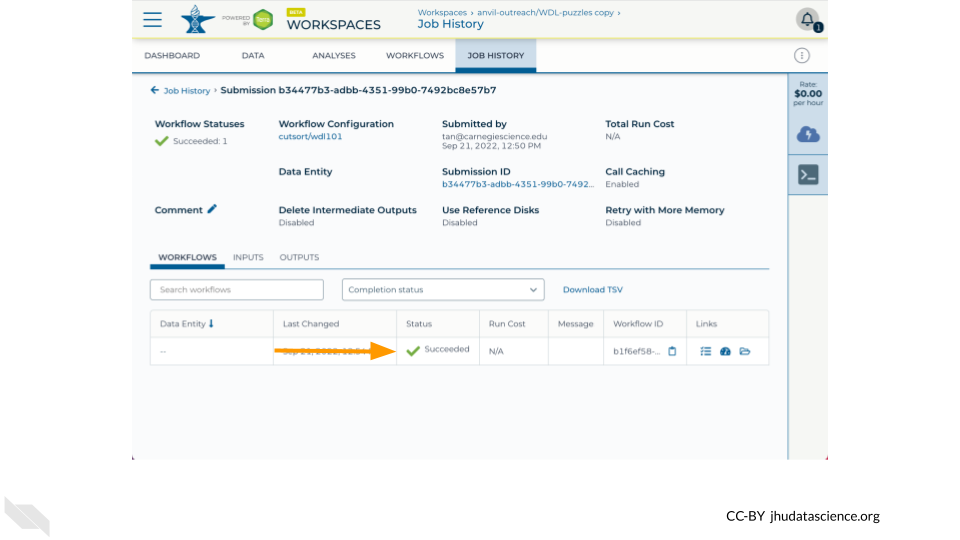 POWERED BY Terra
BETA
WORKSPACES
Workspaces › anvil-outreach/WDL-puzzles copy ›
Job History
1
DASHBOARD DATA ANALYSES WORKFLOWS JOB HISTORY
Rate:
$0.00
per hour
Job History › Submission b34477b3-adbb-4351-99b0-7492bc8e57b7
Workflow Statuses
Succeeded: 1
Workflow Configuration
cutsort/wdl101
Submitted by
tan@carnegiescience.edu
Sep 21, 2022, 12:50 PM
Total Run Cost
N/A
Data Entity
Submission ID
b34477b3-adbb-4351-99b0-7492...
Call Caching
Enabled
Comment
Delete Intermediate Outputs
Disabled
Use Reference Disks
Disabled
Retry with More Memory
Disabled
WORKFLOWS INPUTS OUTPUTS
Search workflows
Completion status
Download TSV
Data Entity Last Changed Status Run Cost Message Workflow ID Links
-- Succeeded N/A b1f6ef58-...
CC-BY jhudatascience.org